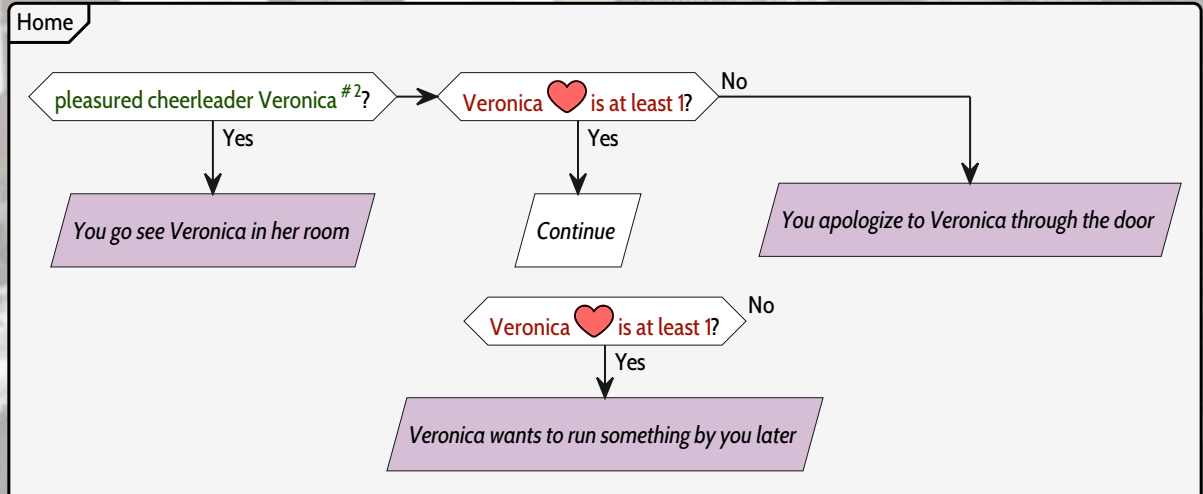 Home
pleasured cheerleader Veronica #2?
Veronica ❤ is at least 1?
No
Yes
Yes
You go see Veronica in her room
Continue
You apologize to Veronica through the door
Veronica ❤ is at least 1?
No
Yes
Veronica wants to run something by you later